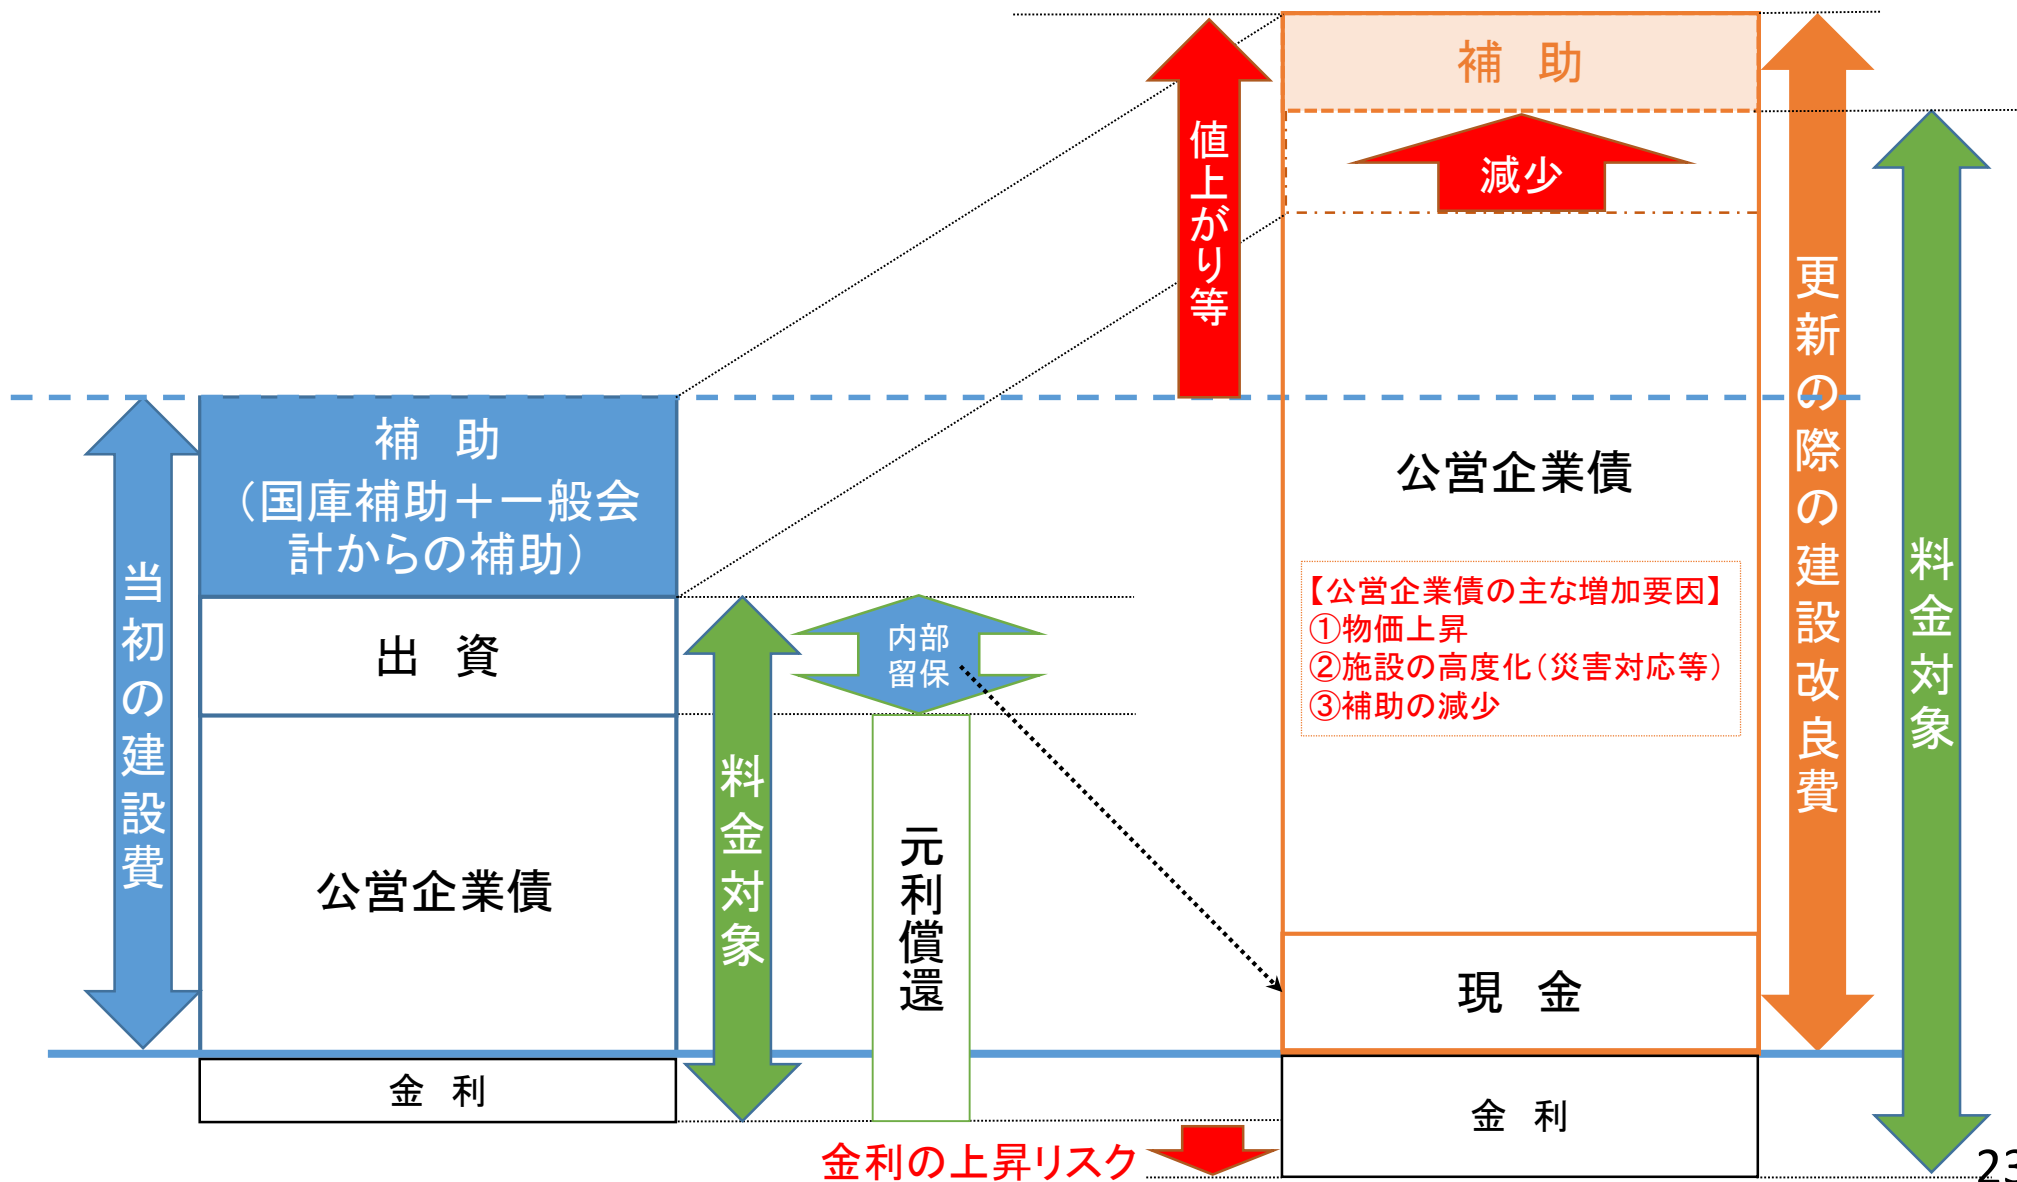 当初の建設費
補　助
（国庫補助＋一般会
計からの補助）
出　資
公営企業債
金　利
料金対象
内部
留保
元利償還
金利の上昇リスク
値上がり等
補　助
減少
公営企業債
【公営企業債の主な増加要因】
①物価上昇
②施設の高度化（災害対応等）
③補助の減少
現　金
金　利
更新の際の建設改良費
料金対象
23